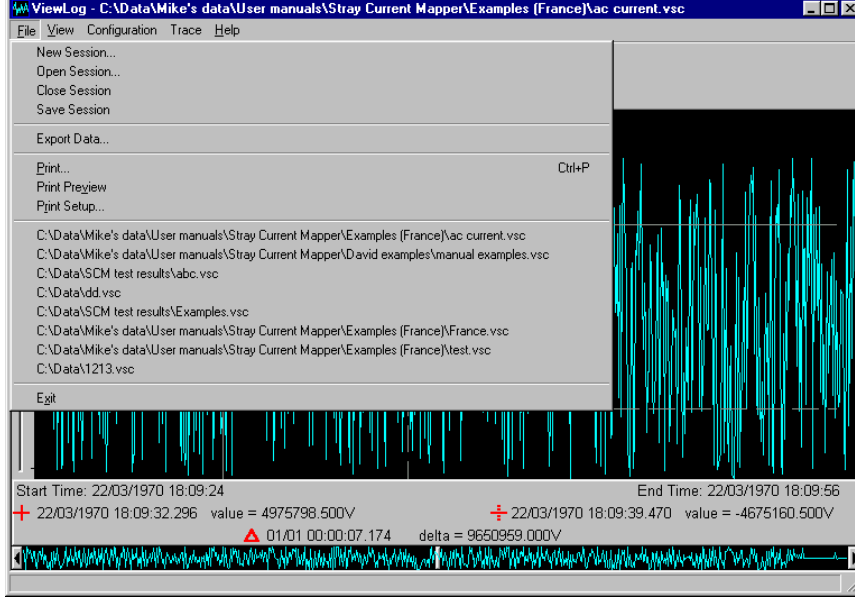 ViewLog - C:\Data\Mike's data\User manuals\Stray Current Mapper\Examples (France)\ac current.vsc
File View Configuration Trace Help
New Session...
Open Session...
Close Session
Save Session
Export Data...
Print... Ctrl+P
Print Preview
Print Setup...
C:\Data\Mike's data\User manuals\Stray Current Mapper\Examples (France)\ac current.vsc
C:\Data\Mike's data\User manuals\Stray Current Mapper\David examples\manual examples.vsc
C:\Data\SCM test results\abc.vsc
C:\Data\dd.vsc
C:\Data\SCM test results\Examples.vsc
C:\Data\Mike's data\User manuals\Stray Current Mapper\Examples (France)\France.vsc
C:\Data\Mike's data\User manuals\Stray Current Mapper\Examples (France)\test.vsc
C:\Data\1213.vsc
Exit
Start Time: 22/03/1970 18:09:24 End Time: 22/03/1970 18:09:56
22/03/1970 18:09:32.296 value = 4975798.500V 22/03/1970 18:09:39.470 value = -4675160.500V
01/01 00:00:07.174 delta = 9650959.000V